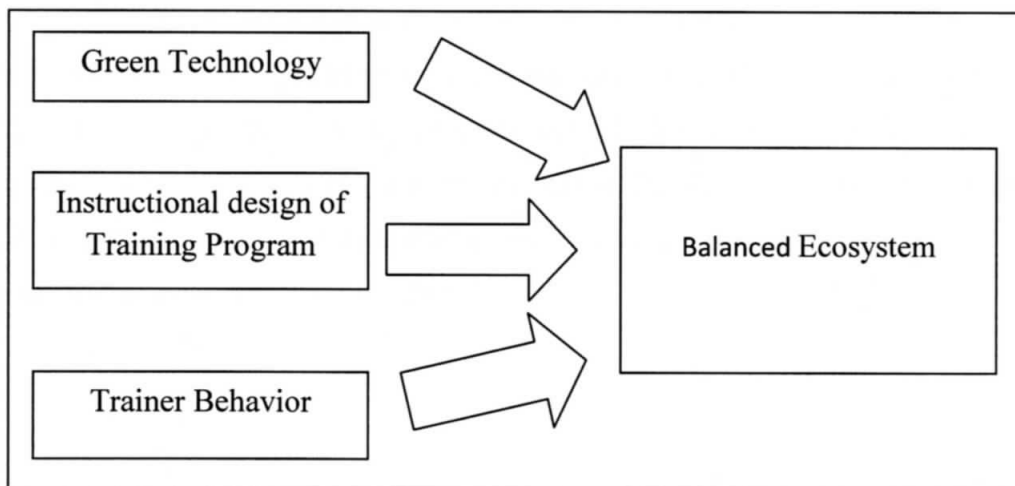 Green Technology
Instructional design of
Training Program
Balanced Ecosystem
Trainer Behavior